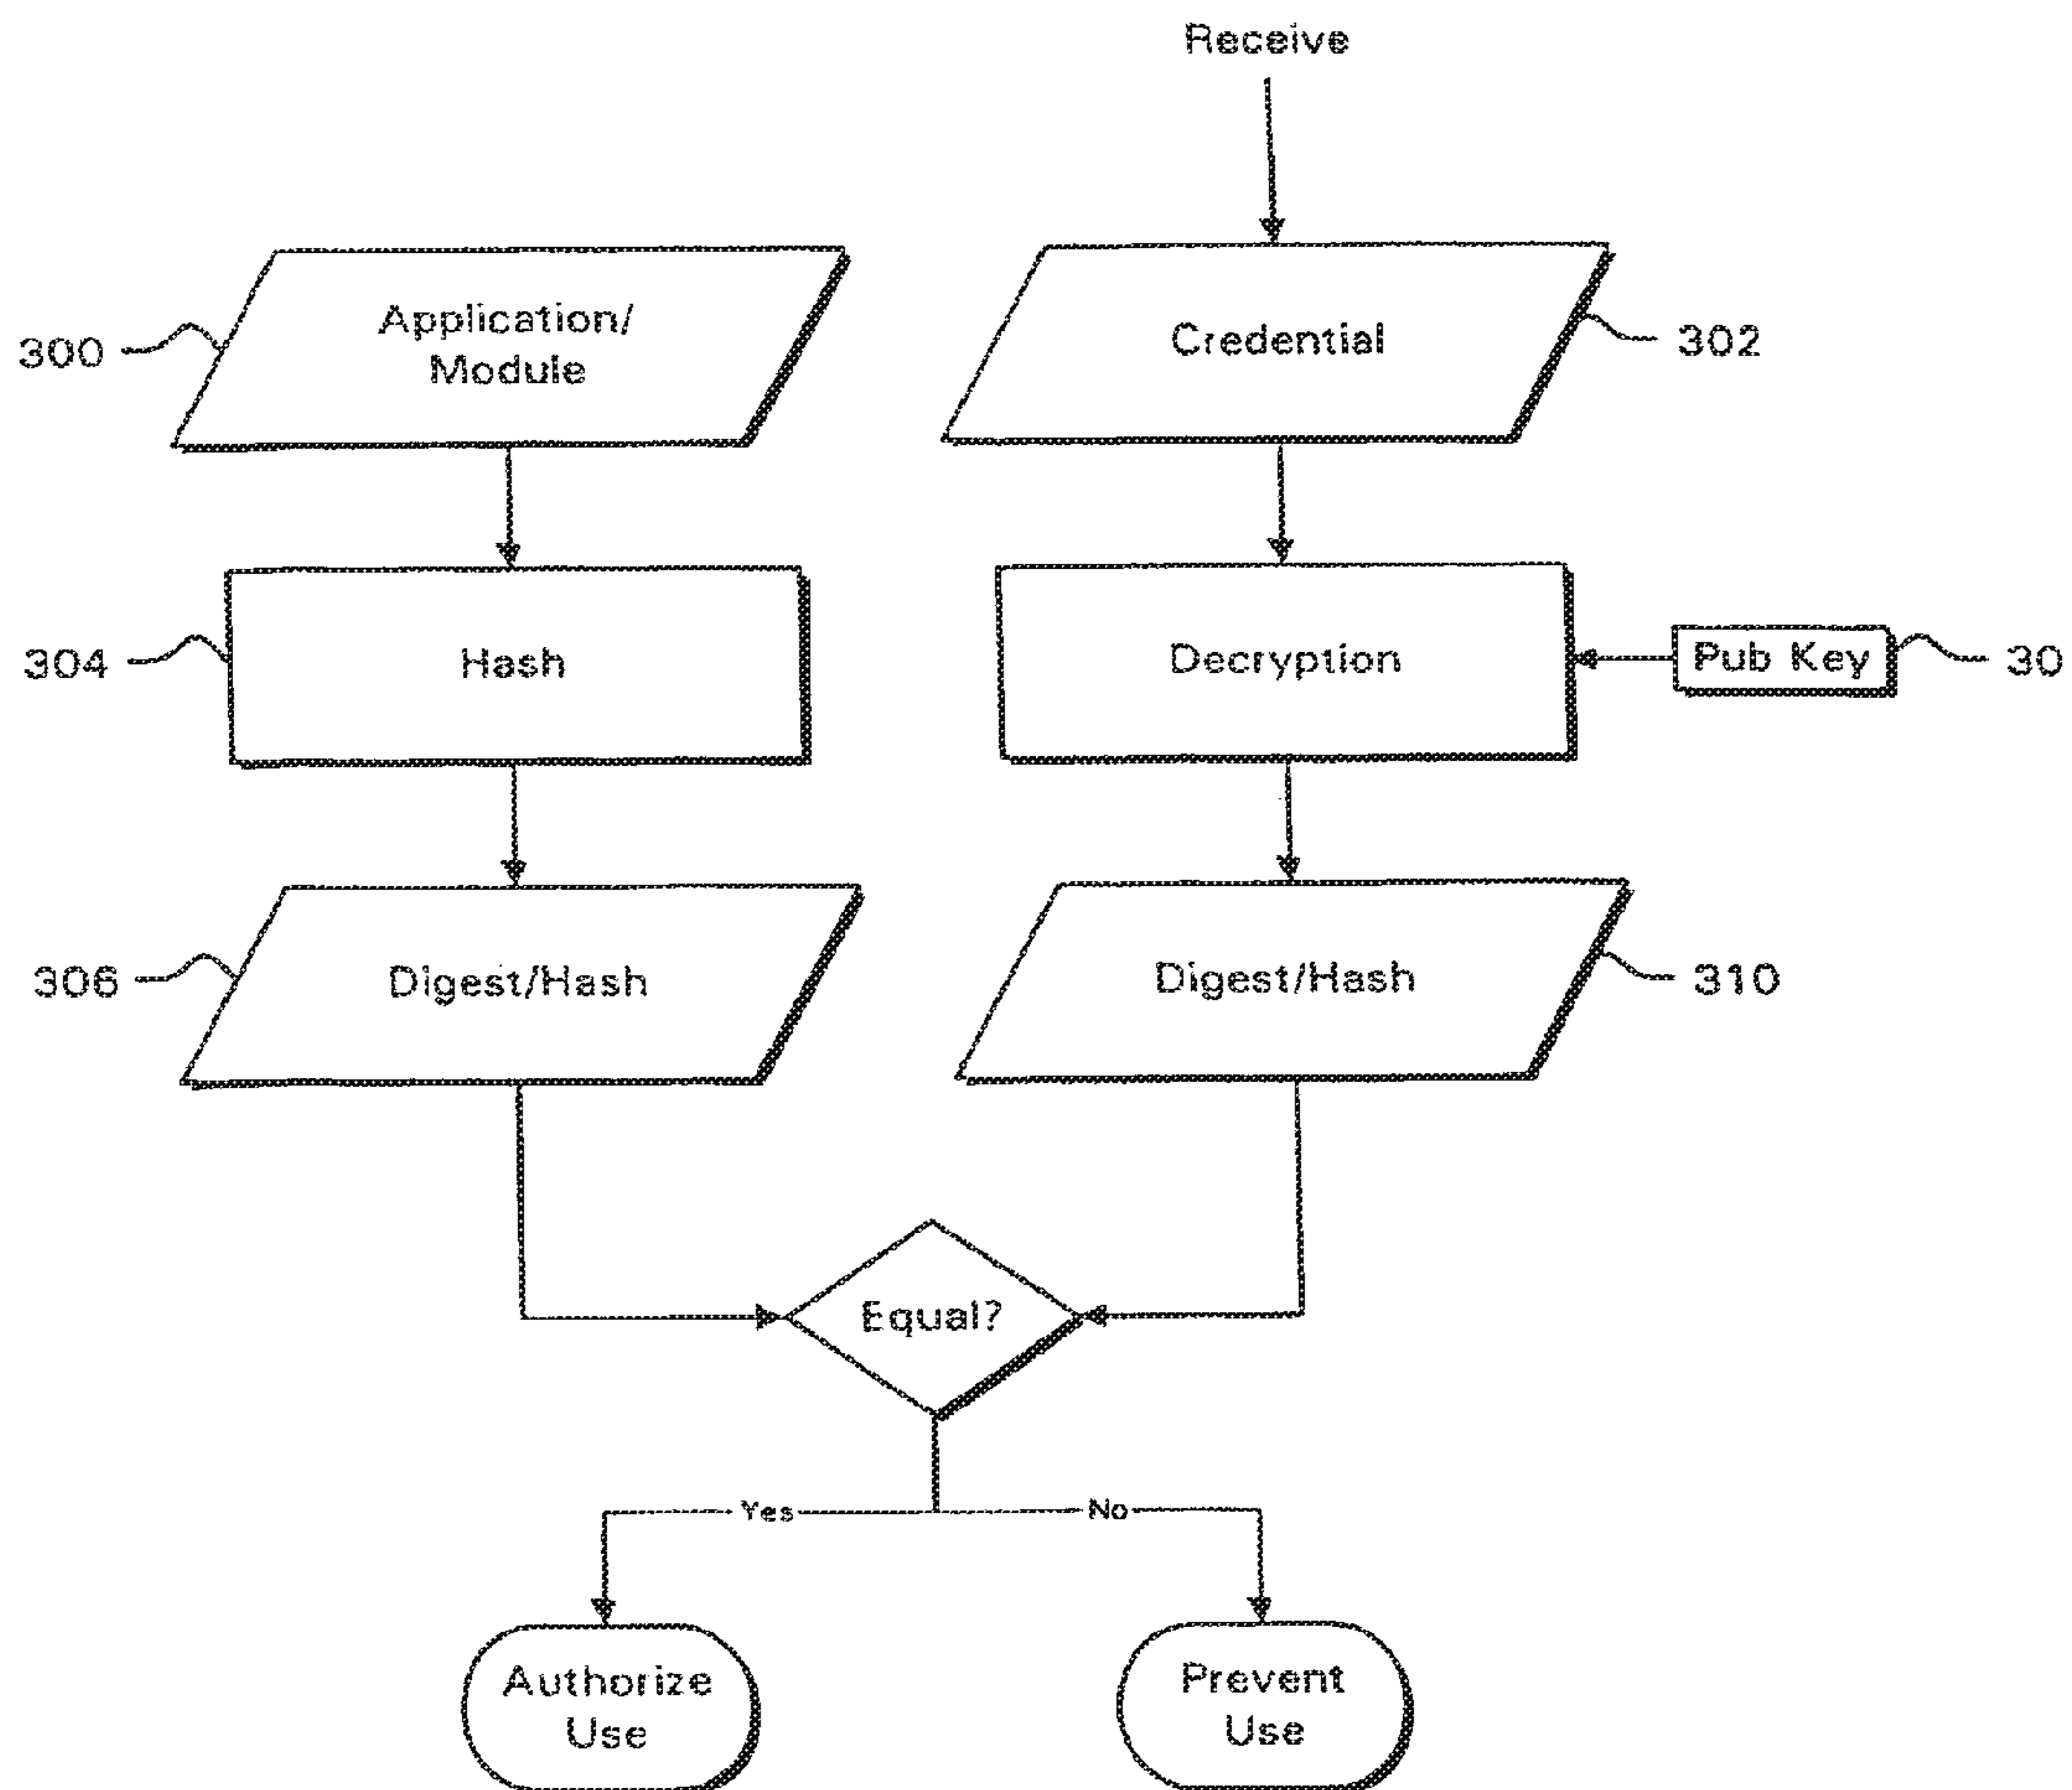 Receive
Application/
Module
300
Credential
302
Hash
304
Decryption
Pub Key
30
Digest/Hash
306
Digest/Hash
310
Equal?
Yes
No
Authorize
Use
Prevent
Use